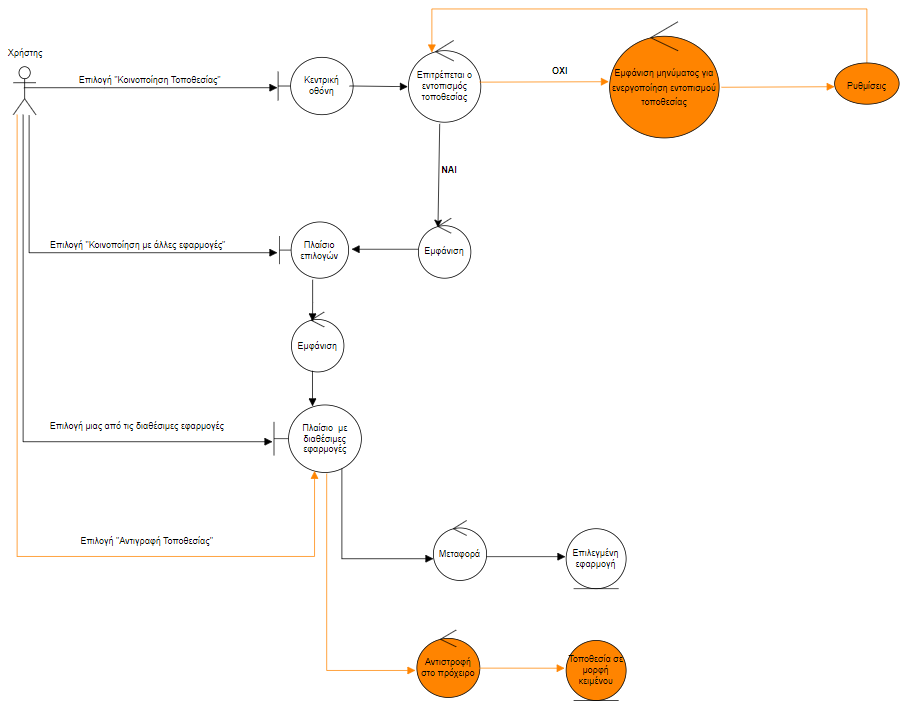 Χρήστης
Επιλογή "Κοινοποίηση Τοποθεσίας"
Κεντρική
οθόνη
Επιτρέπεται ο
εντοπισμός
τοποθεσίας
ΟΧΙ
Εμφάνιση μηνύματος για
ενεργοποίηση εντοπισμού
τοποθεσίας
Ρυθμίσεις
ΝΑΙ
Επιλογή "Κοινοποίηση με άλλες εφαρμογές"
Πλαίσιο
επιλογών
Εμφάνιση
Εμφάνιση
Επιλογή μιας από τις διαθέσιμες εφαρμογές
Πλαίσιο με
διαθέσιμες
εφαρμογές
Επιλογή "Αντιγραφή Τοποθεσίας"
Μεταφορά
Επιλεγμένη
εφαρμογή
Αντιστροφή
στο πρόχειρο
Τοποθεσία σε
μορφή
κειμένου